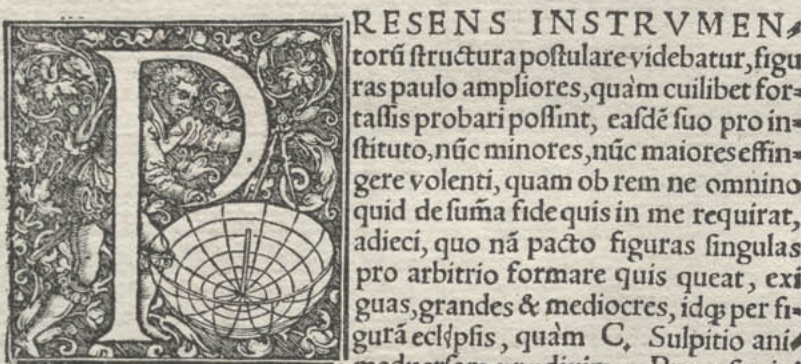 PRESENS INSTRVMEN⸗
torũ ſtructura poſtulare videbatur, figu
ras paulo ampliores, quàm cuilibet for⸗
taſſis probari poſſint, eaſdẽ ſuo pro in⸗
ſtituto, nũc minores, nũc maiores effin⸗
gere volenti, quam ob rem ne omnino
quid de ſum̃a fide quis in me requirat,
adieci, quo nã pacto figuras ſingulas
pro arbitrio formare quis queat, exi
guas, grandes & mediocres, idq; per fi⸗
gurã eclipſis, quàm C. Sulpitio ani⸗